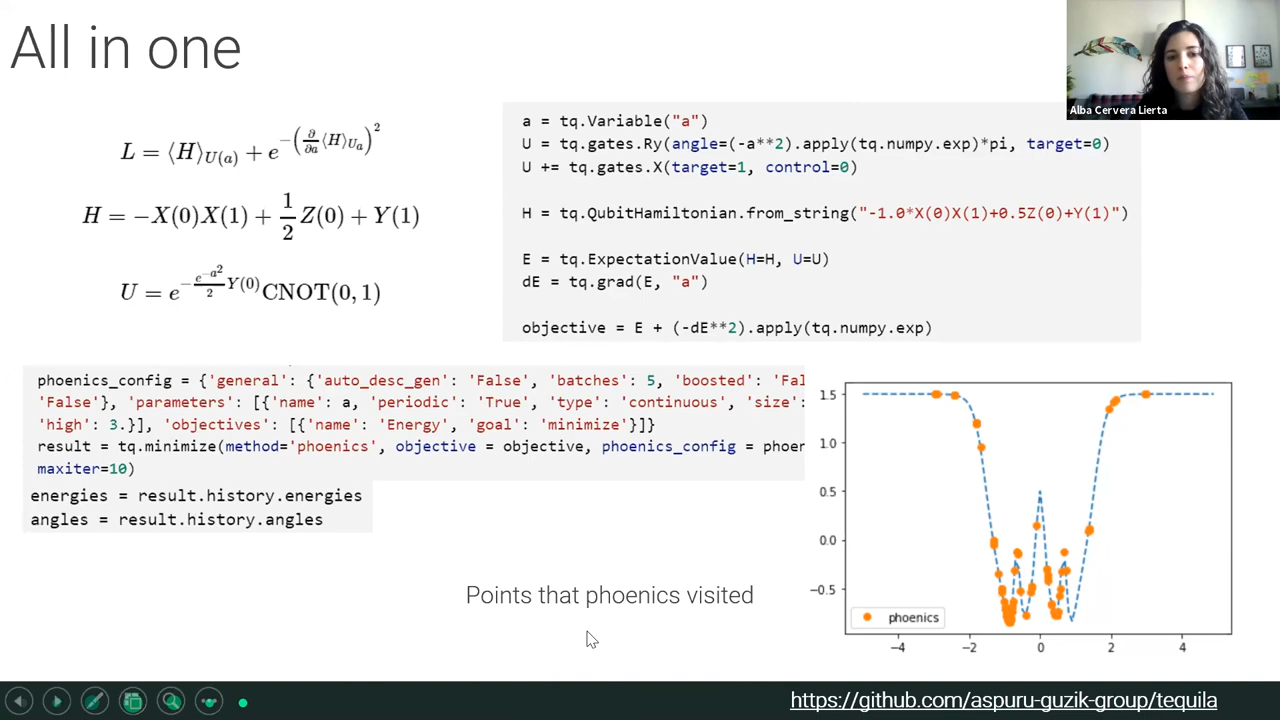 All in one
Alba Cervera Lierta
L = ⟨H⟩_{U(a)} + e^{-(∂/∂a ⟨H⟩_{U_a})^2}
H = −X(0)X(1) + 1/2 Z(0) + Y(1)
U = e^{-\frac{e^{-a^2}}{2} Y(0)} CNOT(0, 1)
a = tq.Variable("a")
U = tq.gates.Ry(angle=(-a**2).apply(tq.numpy.exp)*pi, target=0)
U += tq.gates.X(target=1, control=0)
H = tq.QubitHamiltonian.from_string("-1.0*X(0)X(1)+0.5Z(0)+Y(1)")
E = tq.ExpectationValue(H=H, U=U)
dE = tq.grad(E, "a")
objective = E + (-dE**2).apply(tq.numpy.exp)
phoenics_config = {'general': {'auto_desc_gen': 'False', 'batches': 5, 'boosted': 'Fal
'False'}, 'parameters': [{'name': a, 'periodic': 'True', 'type': 'continuous', 'size':
'high': 3.}], 'objectives': [{'name': 'Energy', 'goal': 'minimize'}]}
result = tq.minimize(method='phoenics', objective = objective, phoenics_config = phoen
maxiter=10)
energies = result.history.energies
angles = result.history.angles
Points that phoenics visited
1.5
1.0
0.5
0.0
−0.5
phoenics
−4 −2 0 2 4
https://github.com/aspuru-guzik-group/tequila